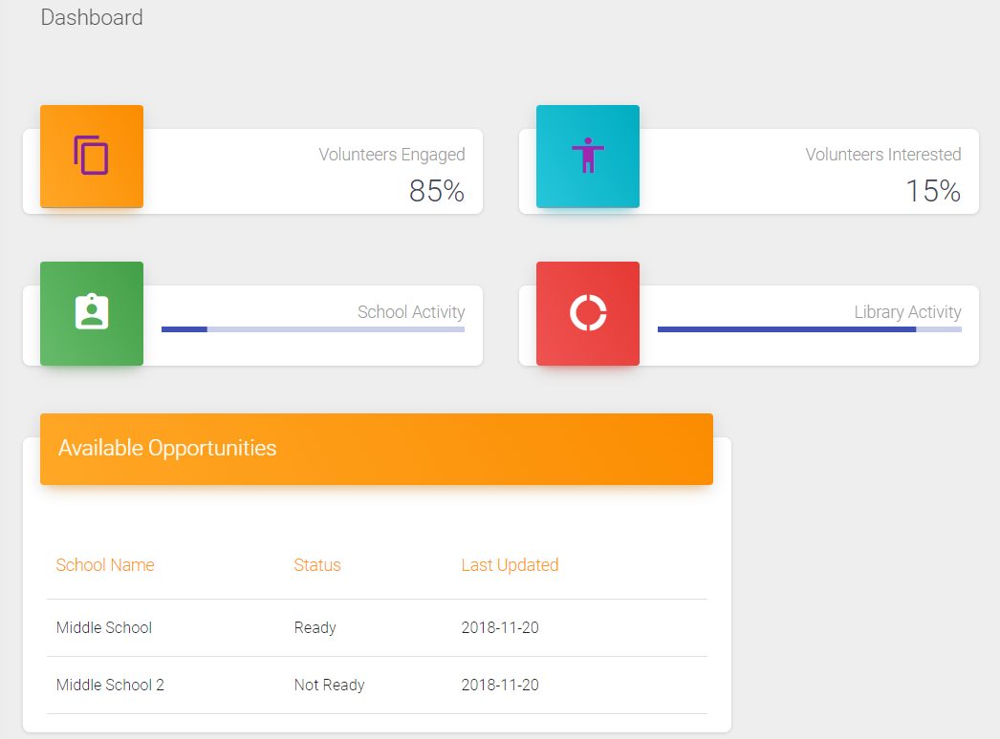 Dashboard
Volunteers Engaged
85%
Volunteers Interested
15%
School Activity
Library Activity
Available Opportunities
School Name Status Last Updated
Middle School Ready 2018-11-20
Middle School 2 Not Ready 2018-11-20